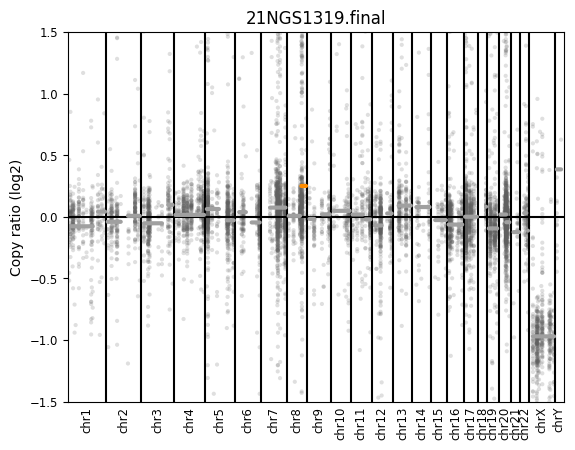 21NGS1319.final
Copy ratio (log2)
1.5
1.0
0.5
0.0
−0.5
−1.0
−1.5
chr1
chr2
chr3
chr4
chr5
chr6
chr7
chr8
chr9
chr10
chr11
chr12
chr13
chr14
chr15
chr16
chr17
chr18
chr19
chr20
chr21
chr22
chrX
chrY